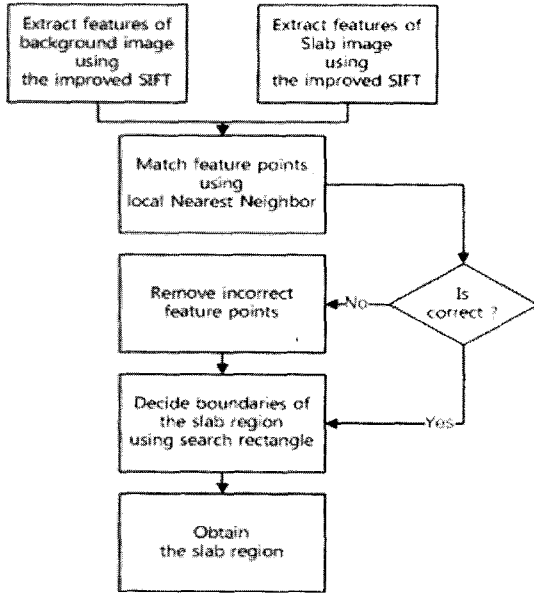 Extract features of
background image
using
the improved SIFT
Extract features of
Slab image
using
the improved SIFT
Match feature points
using
local Nearest Neighbor
Is
correct ?
No
Remove incorrect
feature points
Yes
Decide boundaries of
the slab region
using search rectangle
Obtain
the slab region